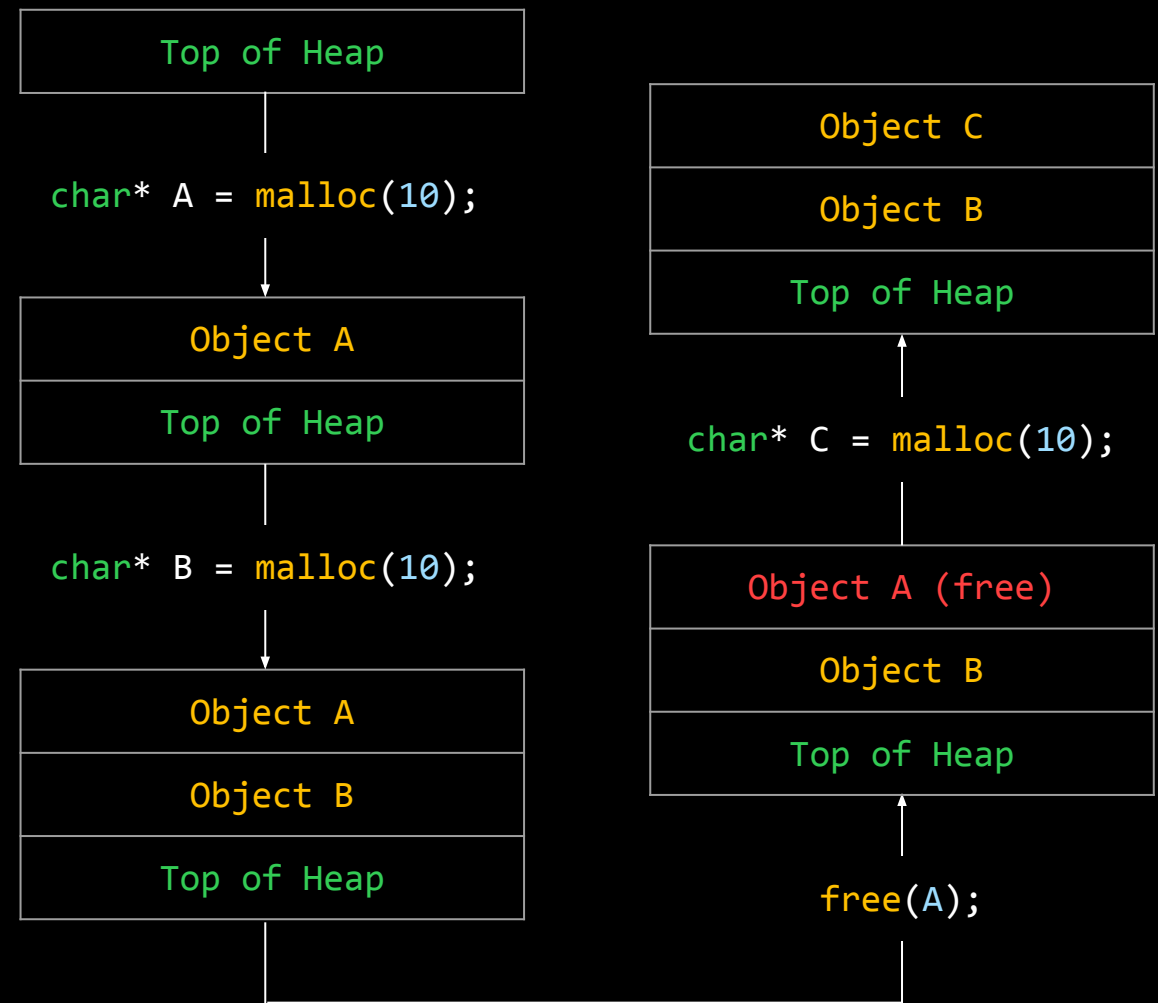 Top of Heap
char* A = malloc(10);
Object A
Top of Heap
char* B = malloc(10);
Object A
Object B
Top of Heap
free(A);
Object A (free)
Object B
Top of Heap
char* C = malloc(10);
Object C
Object B
Top of Heap